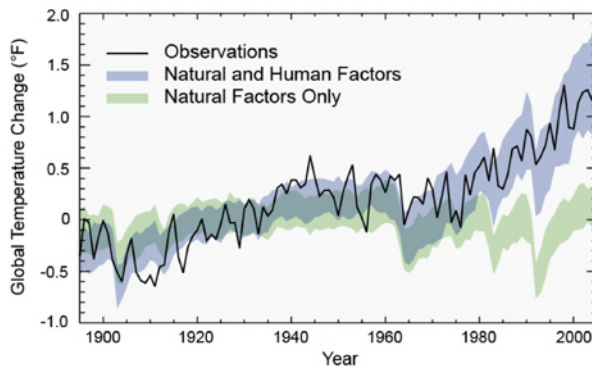 2.0
1.5
1.0
0.5
0
-0.5
-1.0
Global Temperature Change (°F)
Observations
Natural and Human Factors
Natural Factors Only
1900 1920 1940 1960 1980 2000
Year